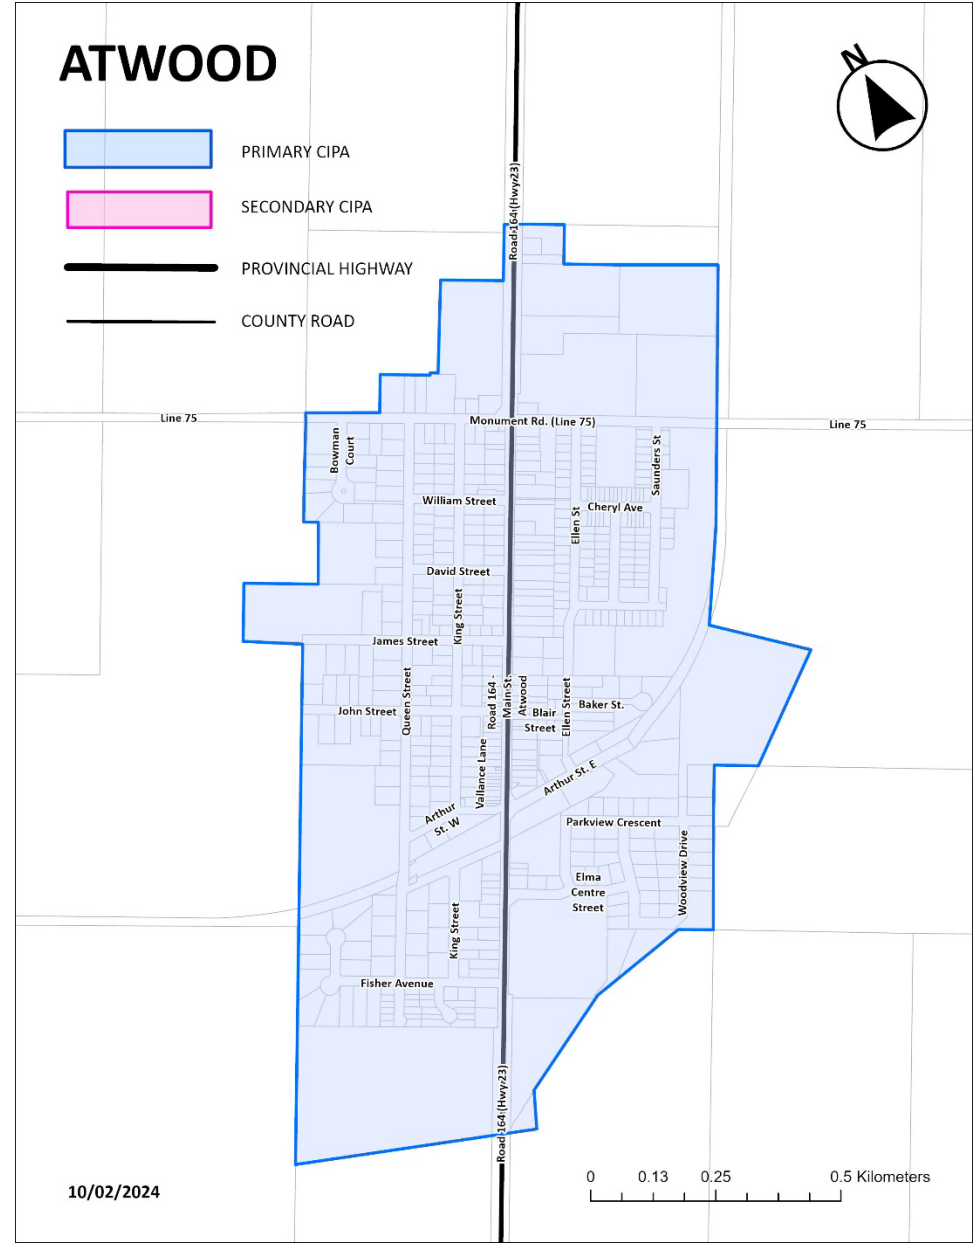 ATWOOD
N
PRIMARY CIPA
SECONDARY CIPA
PROVINCIAL HIGHWAY
COUNTY ROAD
Road 164 (Hwy 23)
Line 75
Monument Rd. (Line 75)
Line 75
Bowman
Court
Saunders St
William Street
Cheryl Ave
Ellen St
David Street
King Street
James Street
Queen Street
John Street
Road 164 -
Main St.
Atwood
Blair
Street
Ellen Street
Baker St.
Vallance Lane
Arthur St. E
Arthur
St. W
Parkview Crescent
Woodview Drive
Elma
Centre
Street
King Street
Fisher Avenue
Road 164 (Hwy 23)
10/02/2024
0 0.13 0.25 0.5 Kilometers